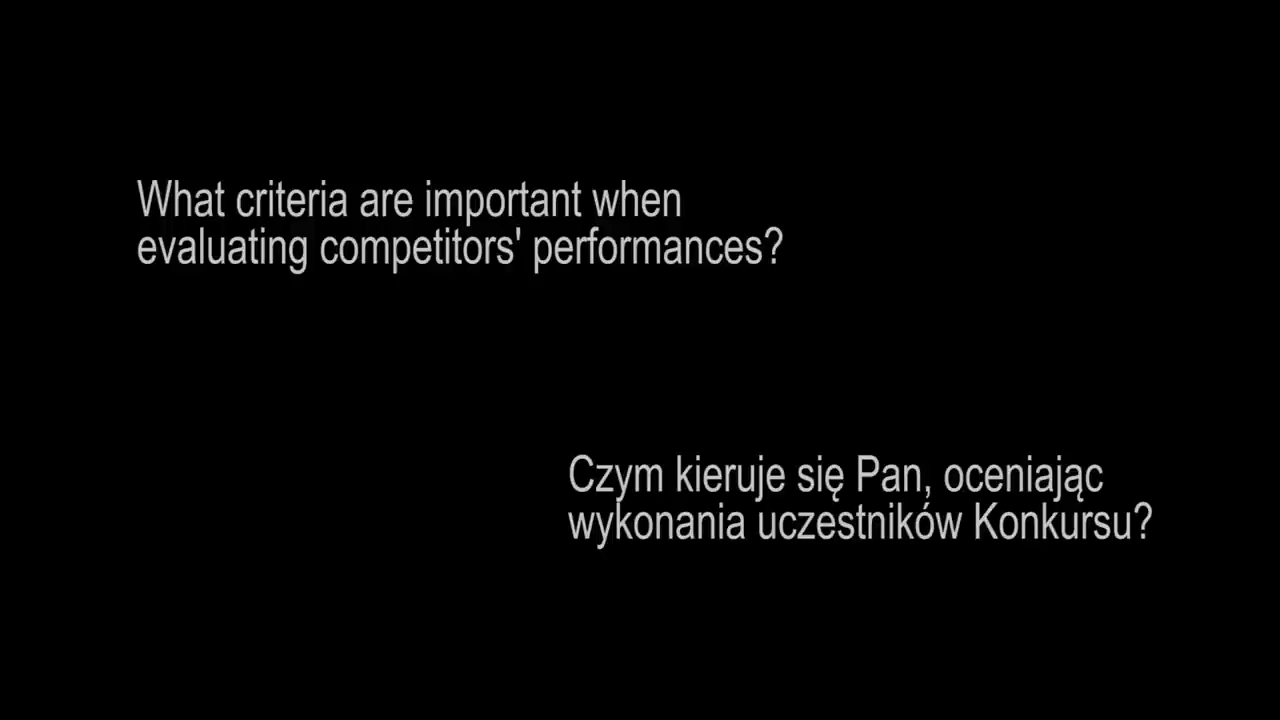 What criteria are important when
evaluating competitors' performances?
Czym kieruje się Pan, oceniając
wykonania uczestników Konkursu?